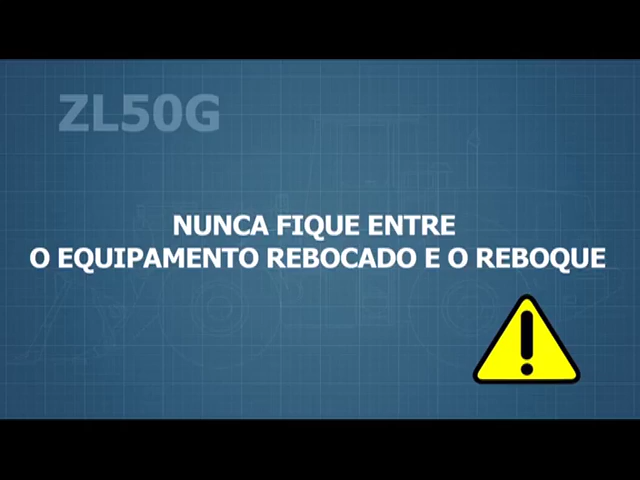 ZL50G
NUNCA FIQUE ENTRE
O EQUIPAMENTO REBOCADO E O REBOQUE